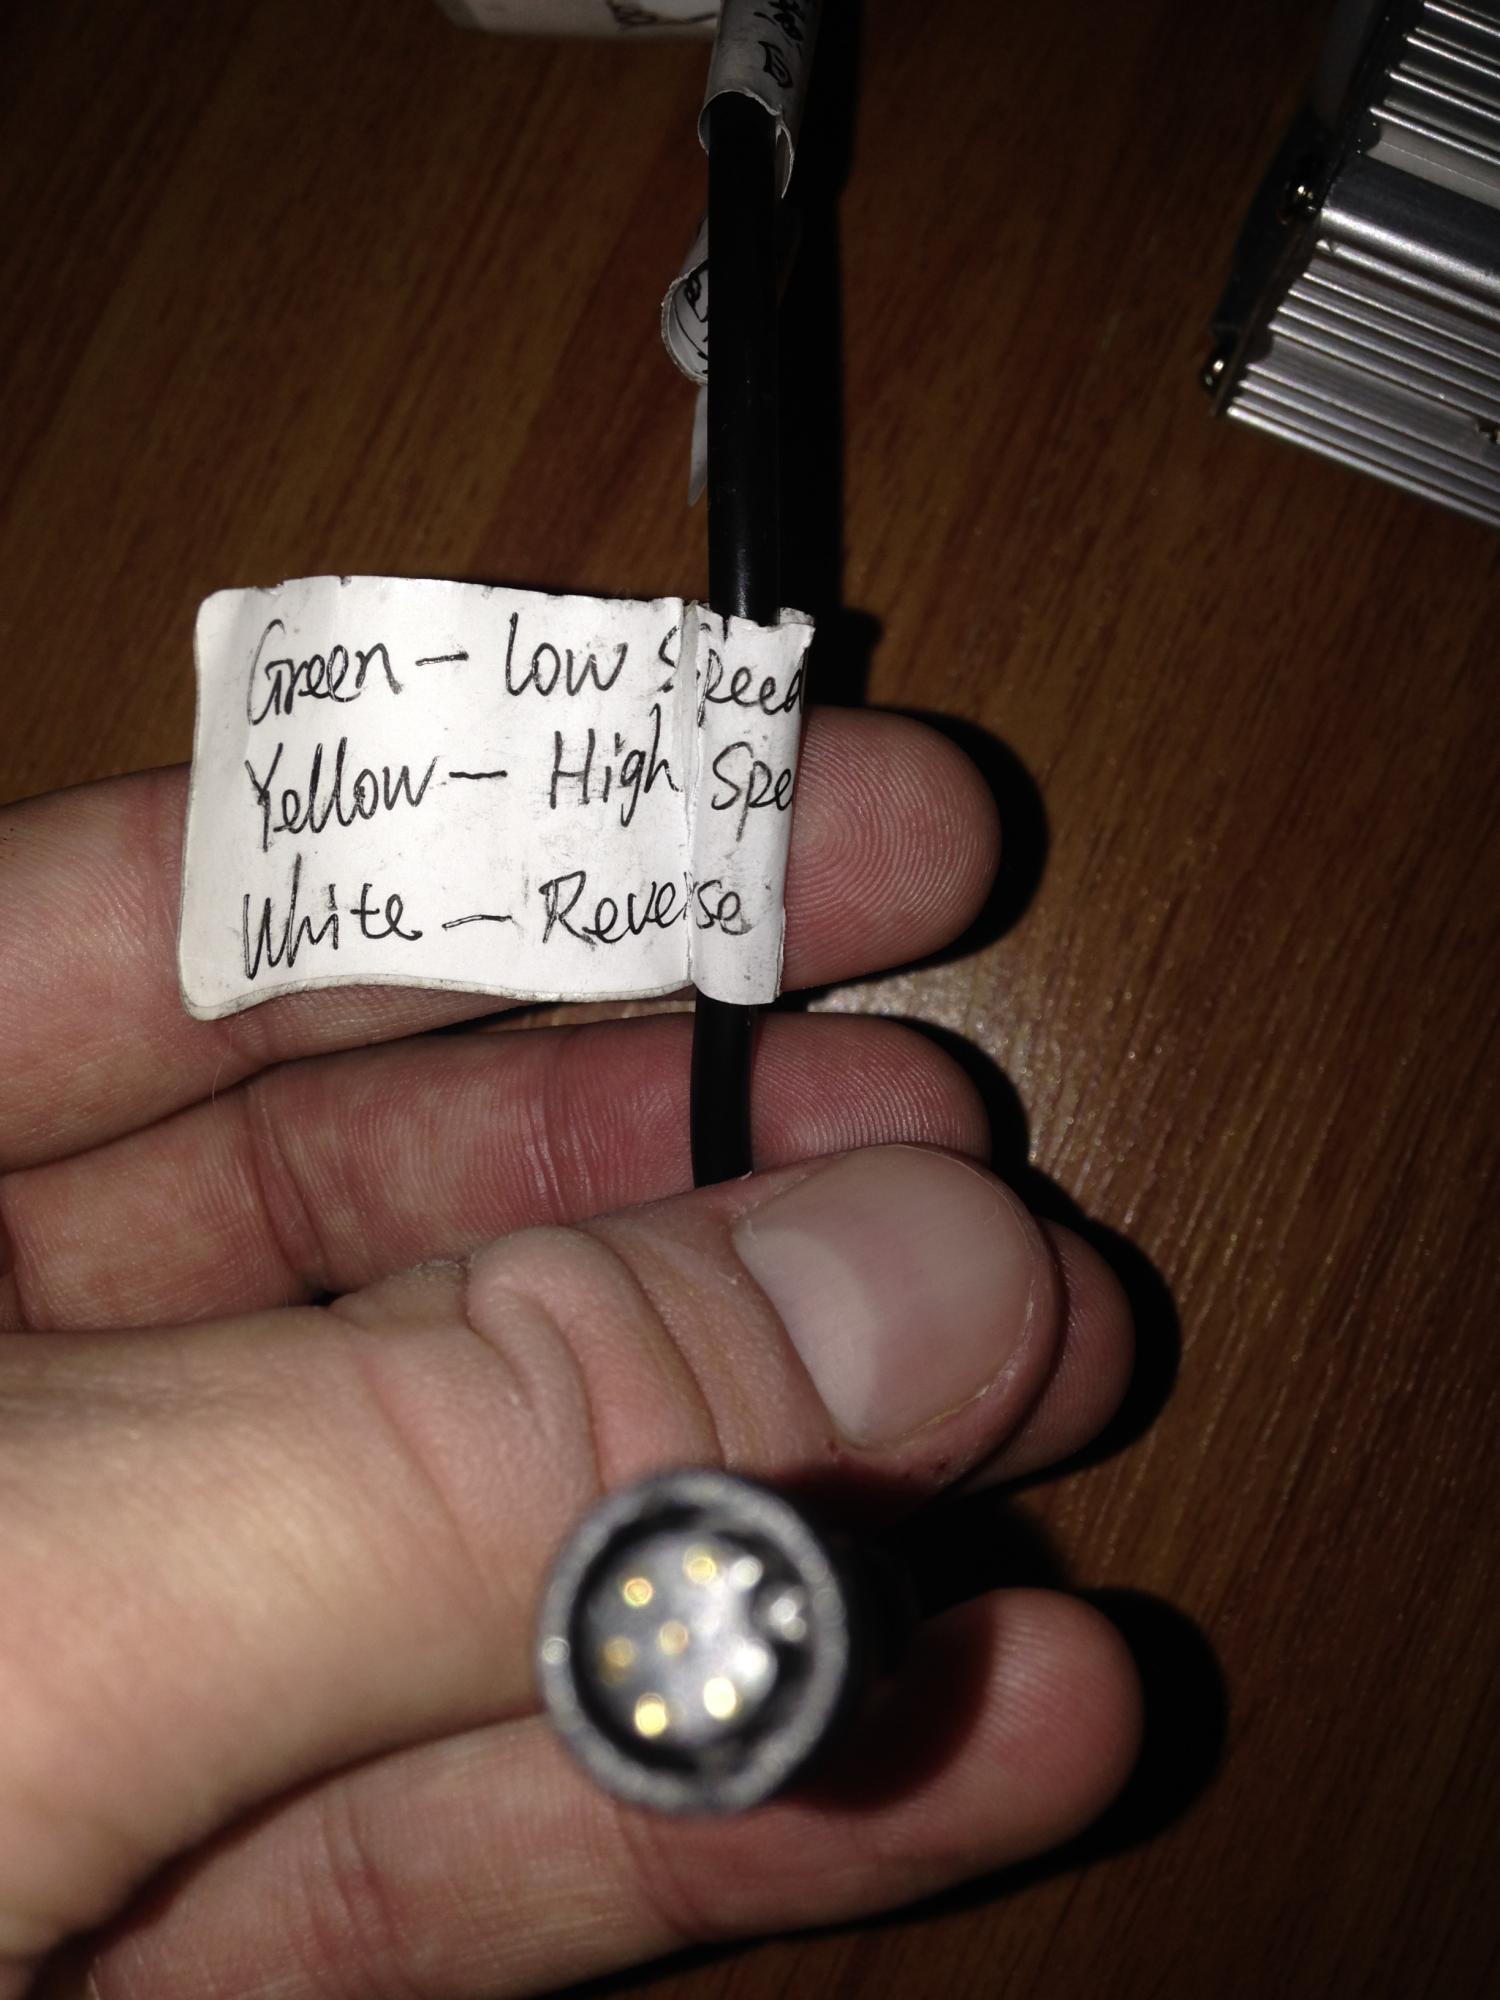 Green - Low Speed
Yellow - High Spe
White - Reverse